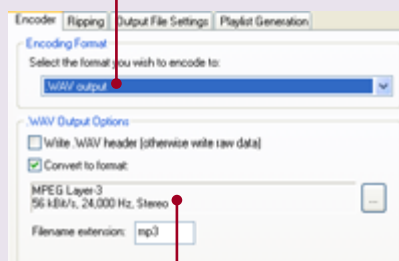 Encoder Ripping Output File Settings Playlist Generation
Encoding Format
Select the format you wish to encode to:
.WAV output
.WAV Output Options
Write .WAV header (otherwise write raw data)
Convert to format:
MPEG Layer-3
56 kBit/s, 24,000 Hz, Stereo
...
Filename extension: mp3